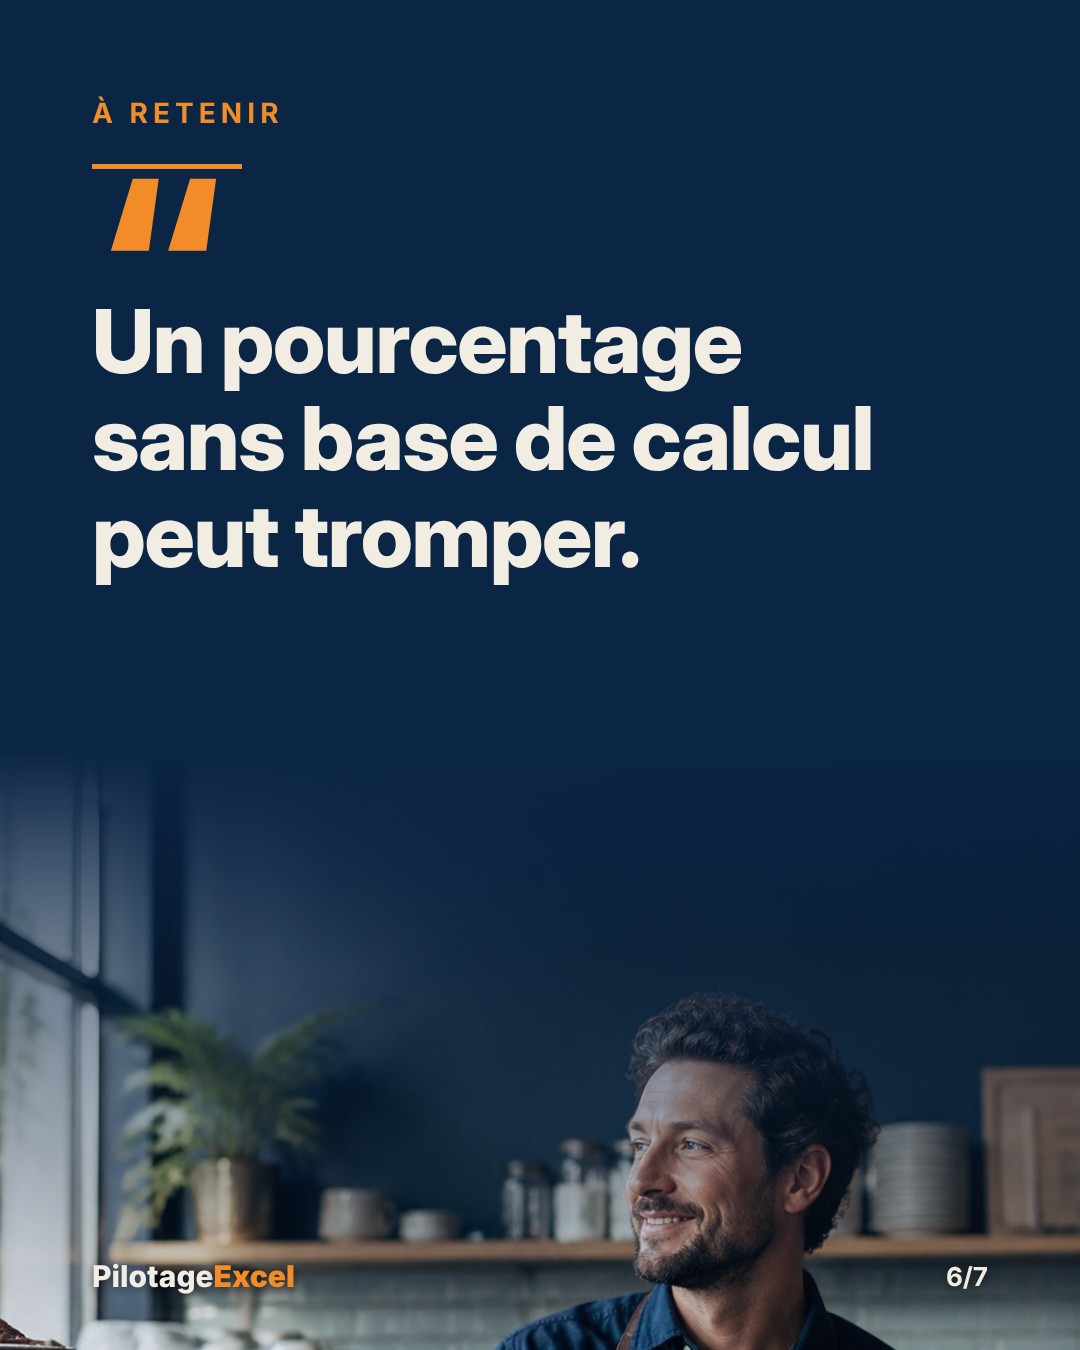 À RETENIR
"
Un pourcentage
sans base de calcul
peut tromper.
PilotageExcel
6/7